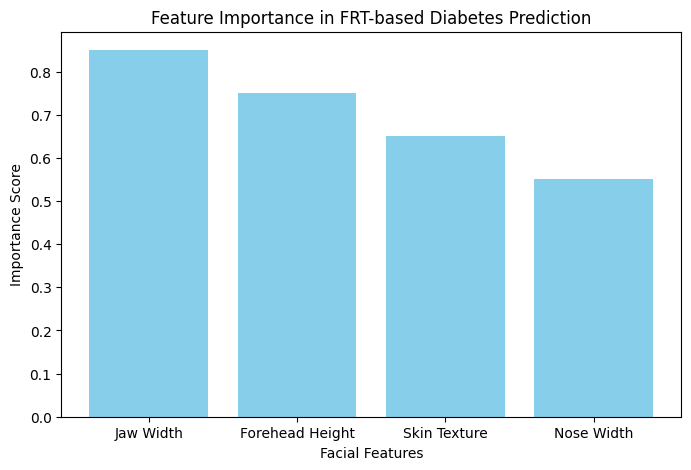 Feature Importance in FRT-based Diabetes Prediction
Importance Score
0.8
0.7
0.6
0.5
0.4
0.3
0.2
0.1
0.0
Jaw Width Forehead Height Skin Texture Nose Width
Facial Features